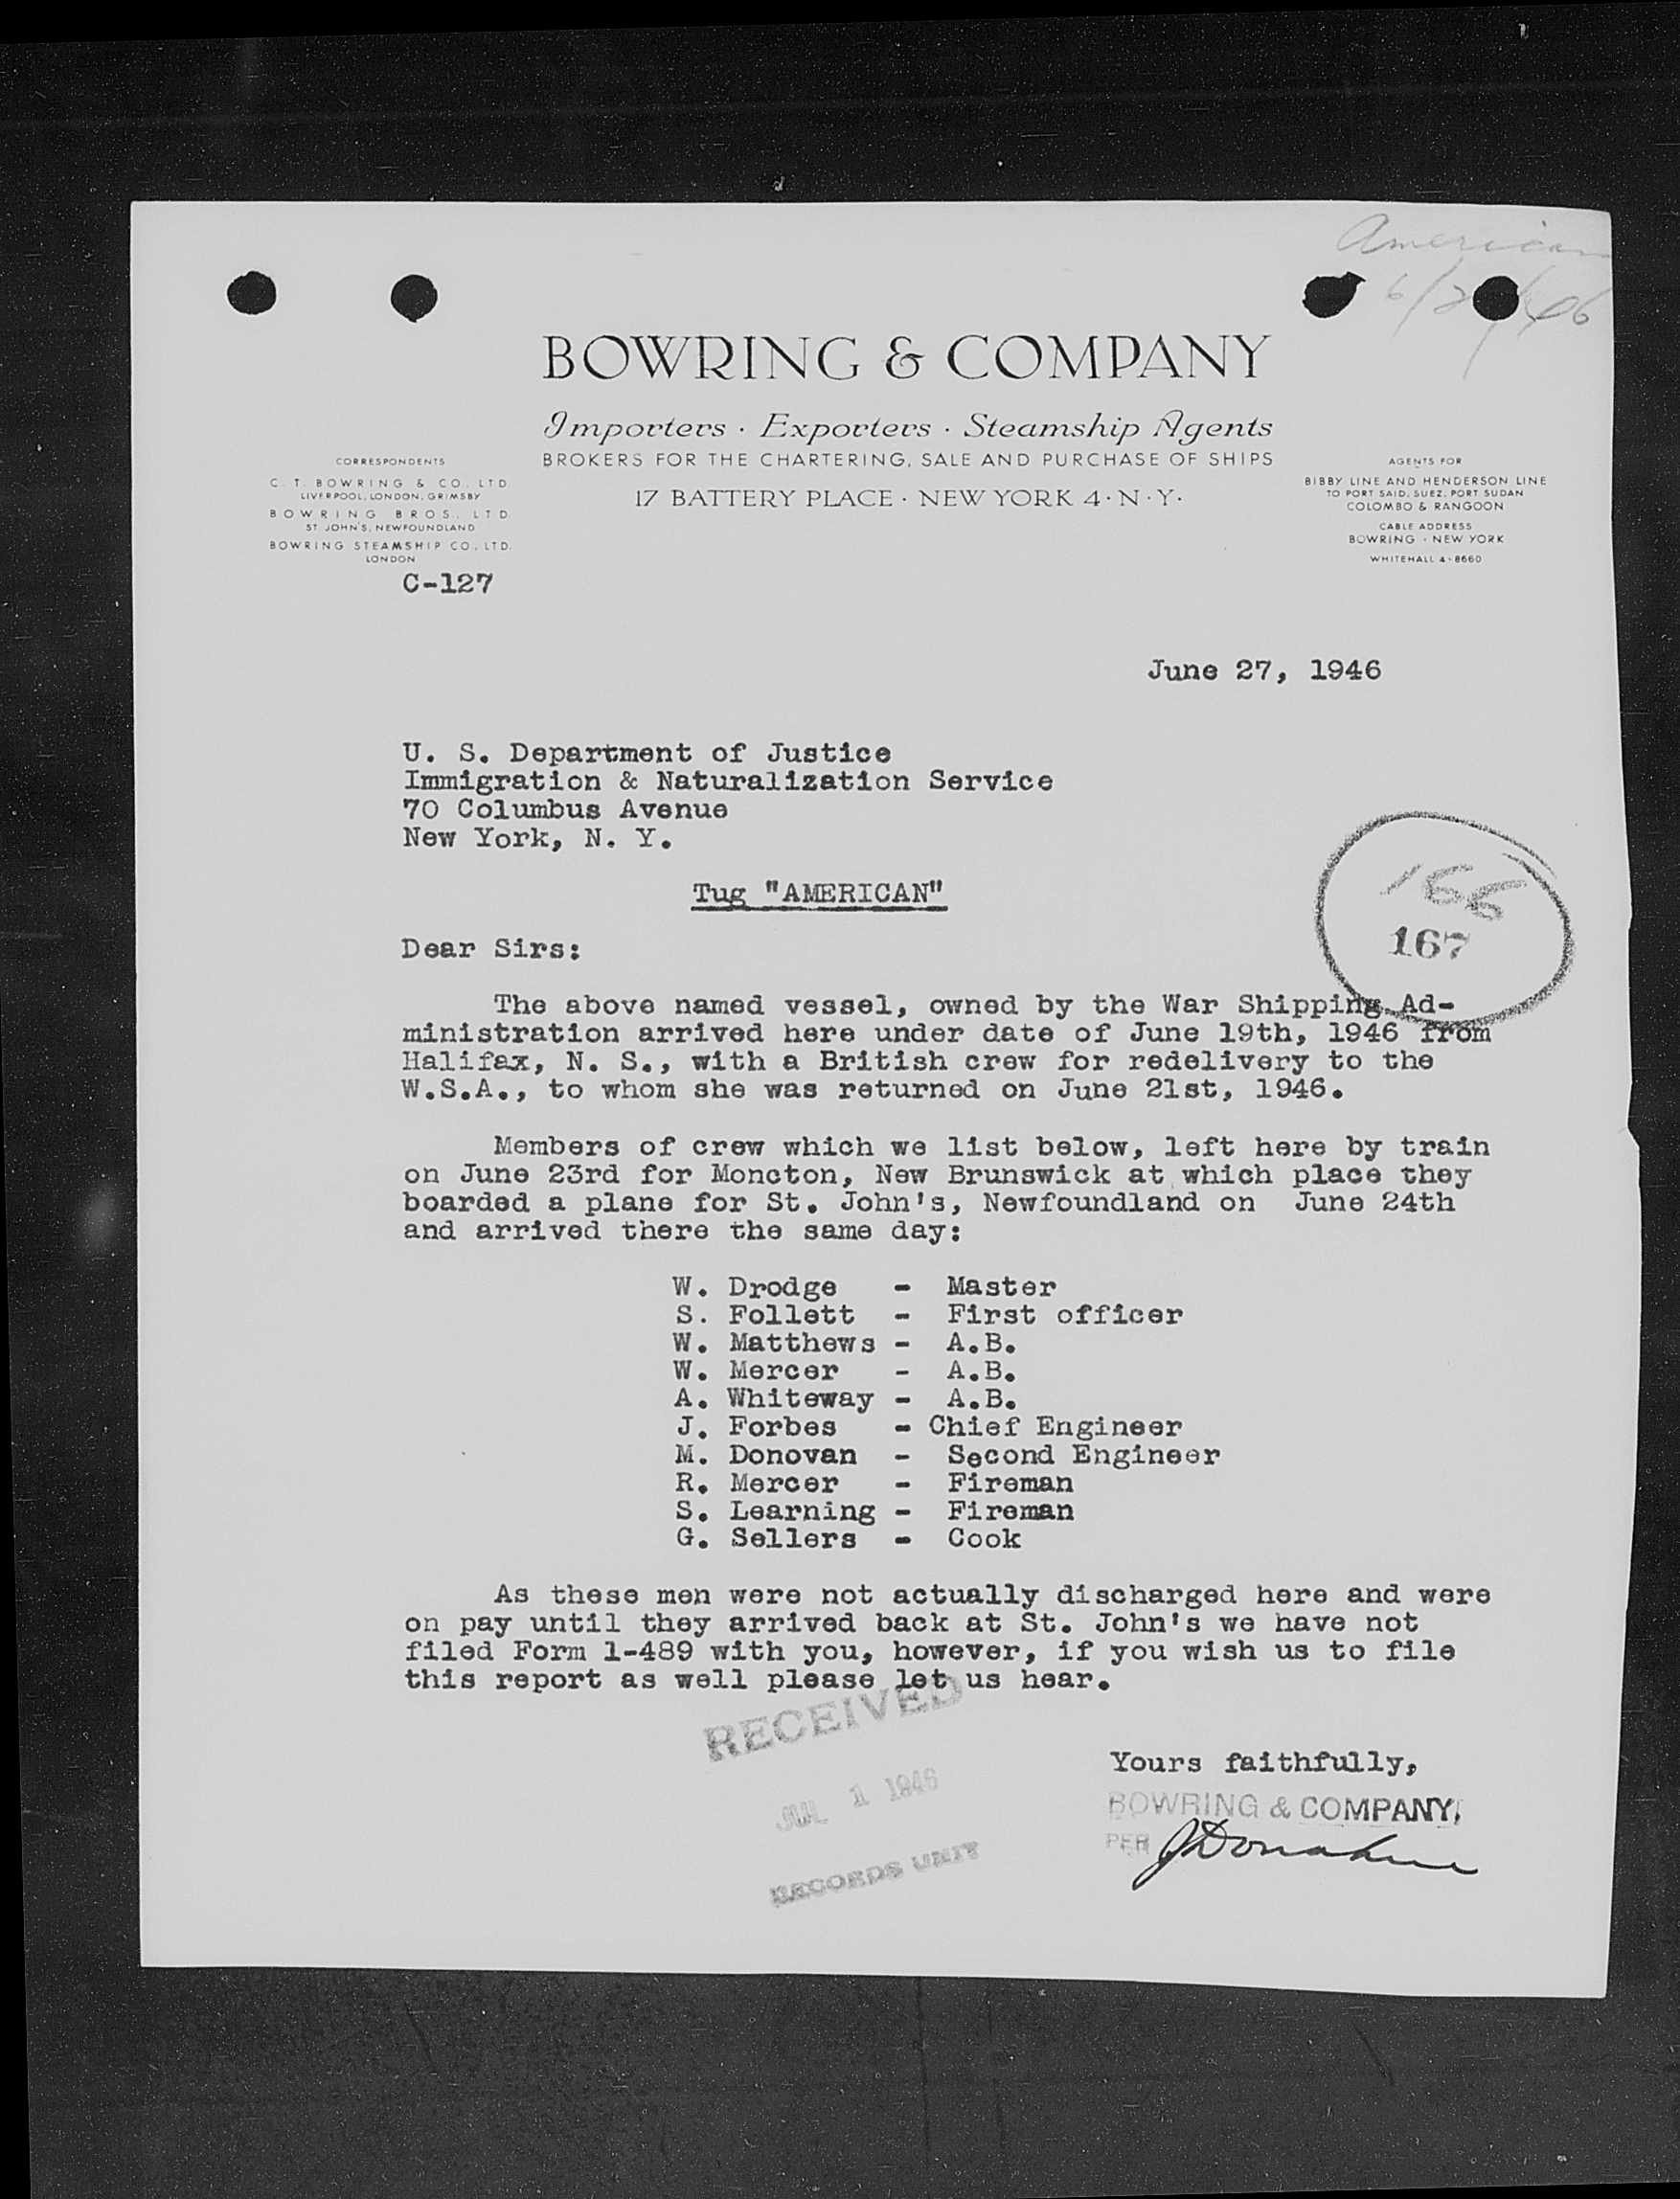 American
BOWRING & COMPANY
Importers · Exporters · Steamship Agents
BROKERS FOR THE CHARTERING, SALE AND PURCHASE OF SHIPS
17 BATTERY PLACE · NEW YORK 4 · N · Y ·
CORRESPONDENTS
C. T. BOWRING & CO. LTD
LIVERPOOL, LONDON, GRIMSBY
BOWRING BROS., LTD
ST JOHN'S, NEWFOUNDLAND
BOWRING STEAMSHIP CO., LTD.
LONDON
AGENTS FOR
BIBBY LINE AND HENDERSON LINE
TO PORT SAID, SUEZ, PORT SUDAN
COLOMBO & RANGOON
CABLE ADDRESS
BOWRING - NEW YORK
WHITEHALL 4-8660
C-127
June 27, 1946
U. S. Department of Justice
Immigration & Naturalization Service
70 Columbus Avenue
New York, N. Y.
Tug "AMERICAN"
166
167
Dear Sirs:
The above named vessel, owned by the War Shipping Ad-
ministration arrived here under date of June 19th, 1946 from
Halifax, N. S., with a British crew for redelivery to the
W.S.A., to whom she was returned on June 21st, 1946.
Members of crew which we list below, left here by train
on June 23rd for Moncton, New Brunswick at which place they
boarded a plane for St. John's, Newfoundland on June 24th
and arrived there the same day:
W. Drodge - Master
S. Follett - First officer
W. Matthews - A.B.
W. Mercer - A.B.
A. Whiteway - A.B.
J. Forbes - Chief Engineer
M. Donovan - Second Engineer
R. Mercer - Fireman
S. Learning - Fireman
G. Sellers - Cook
As these men were not actually discharged here and were
on pay until they arrived back at St. John's we have not
filed Form 1-489 with you, however, if you wish us to file
this report as well please let us hear.
RECEIVED
JUL 1 1946
RECORDS UNIT
Yours faithfully,
BOWRING & COMPANY,
PER JDonahue